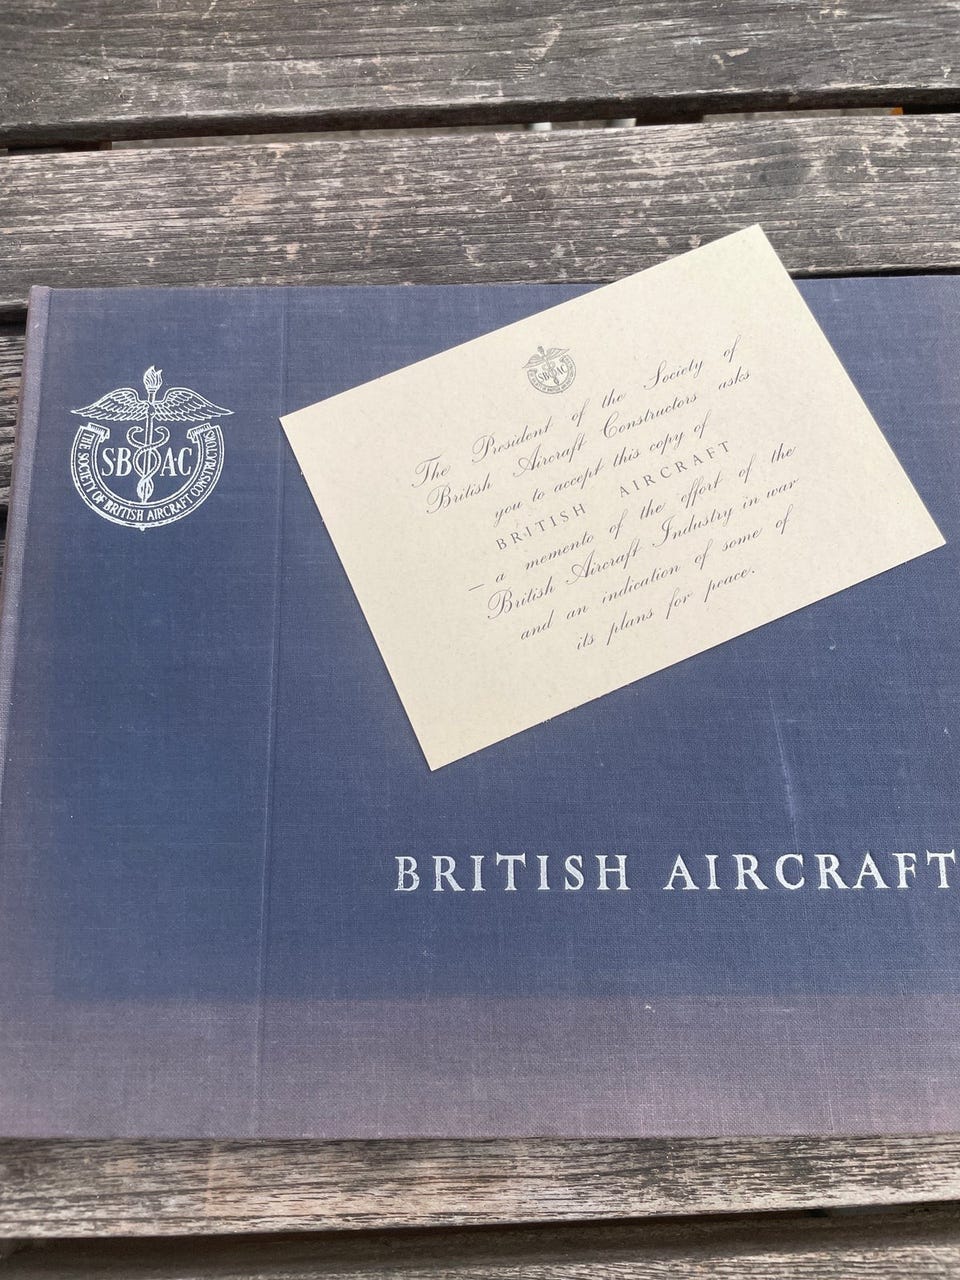 SBAC
THE SOCIETY OF BRITISH AIRCRAFT CONSTRUCTORS
SBAC
The President of the Society of
British Aircraft Constructors asks
you to accept this copy of
BRITISH AIRCRAFT
— a memento of the effort of the
British Aircraft Industry in war
and an indication of some of
its plans for peace.
BRITISH AIRCRAFT